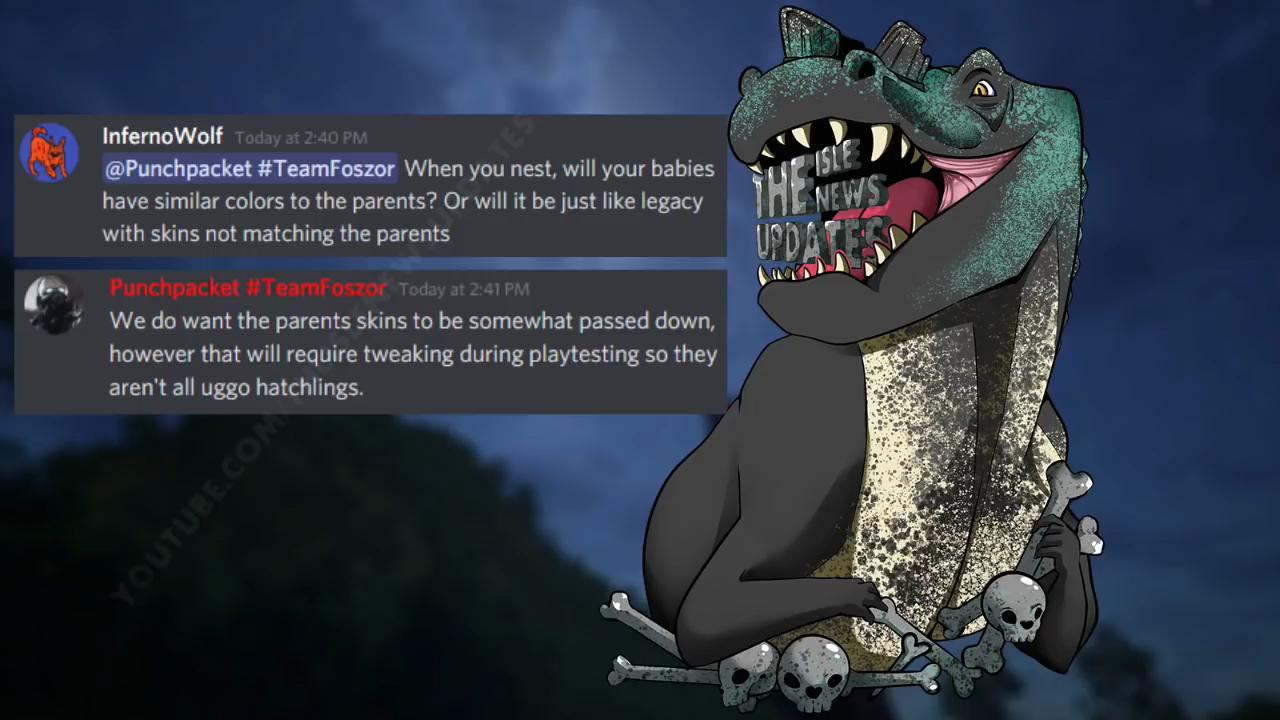 InfernoWolf Today at 2:40 PM
@Punchpacket #TeamFoszor When you nest, will your babies
have similar colors to the parents? Or will it be just like legacy
with skins not matching the parents
Punchpacket #TeamFoszor Today at 2:41 PM
We do want the parents skins to be somewhat passed down,
however that will require tweaking during playtesting so they
aren't all uggo hatchlings.
THE ISLE
NEWS
UPDATES
YOUTUBE.COM/THEISLENEWSUPDATES